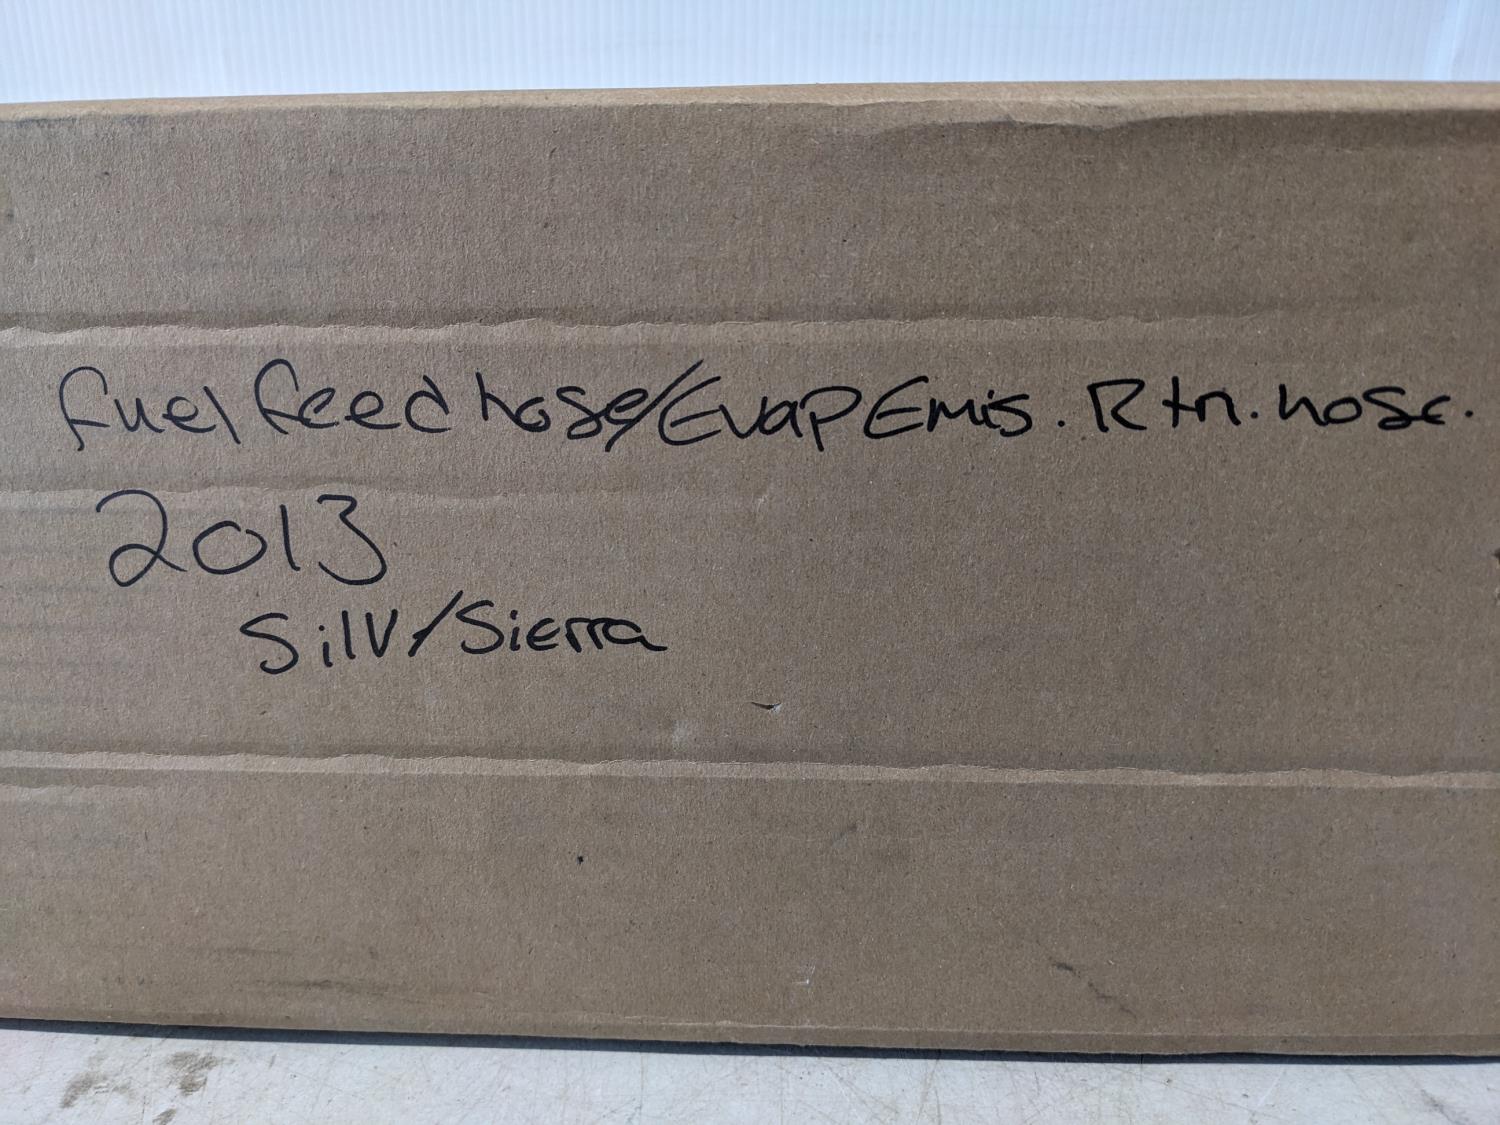 Fuel feed hose/Evap Emis. Rtn. hose.
2013
Silv/Sierra